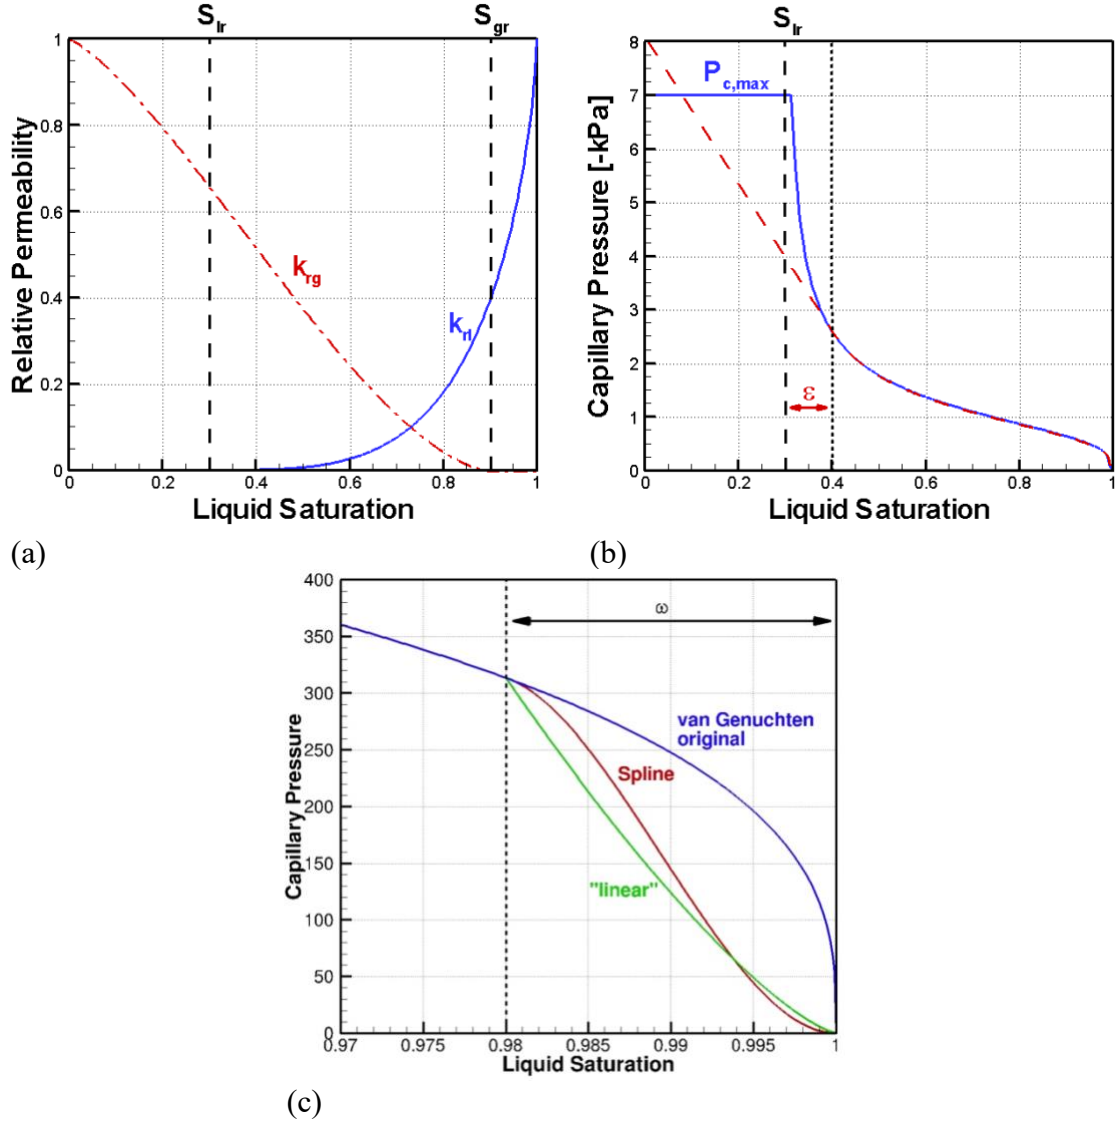 S_lr
S_gr
1
0.8
0.6
0.4
0.2
0
Relative Permeability
k_rg
k_rl
0
0.2
0.4
0.6
0.8
1
Liquid Saturation
(a)
S_lr
8
7
6
5
4
3
2
1
0
Capillary Pressure [-kPa]
P_c,max
ε
0
0.2
0.4
0.6
0.8
1
Liquid Saturation
(b)
400
350
300
250
200
150
100
50
0
Capillary Pressure
ω
van Genuchten
original
Spline
"linear"
0.97
0.975
0.98
0.985
0.99
0.995
1
Liquid Saturation
(c)